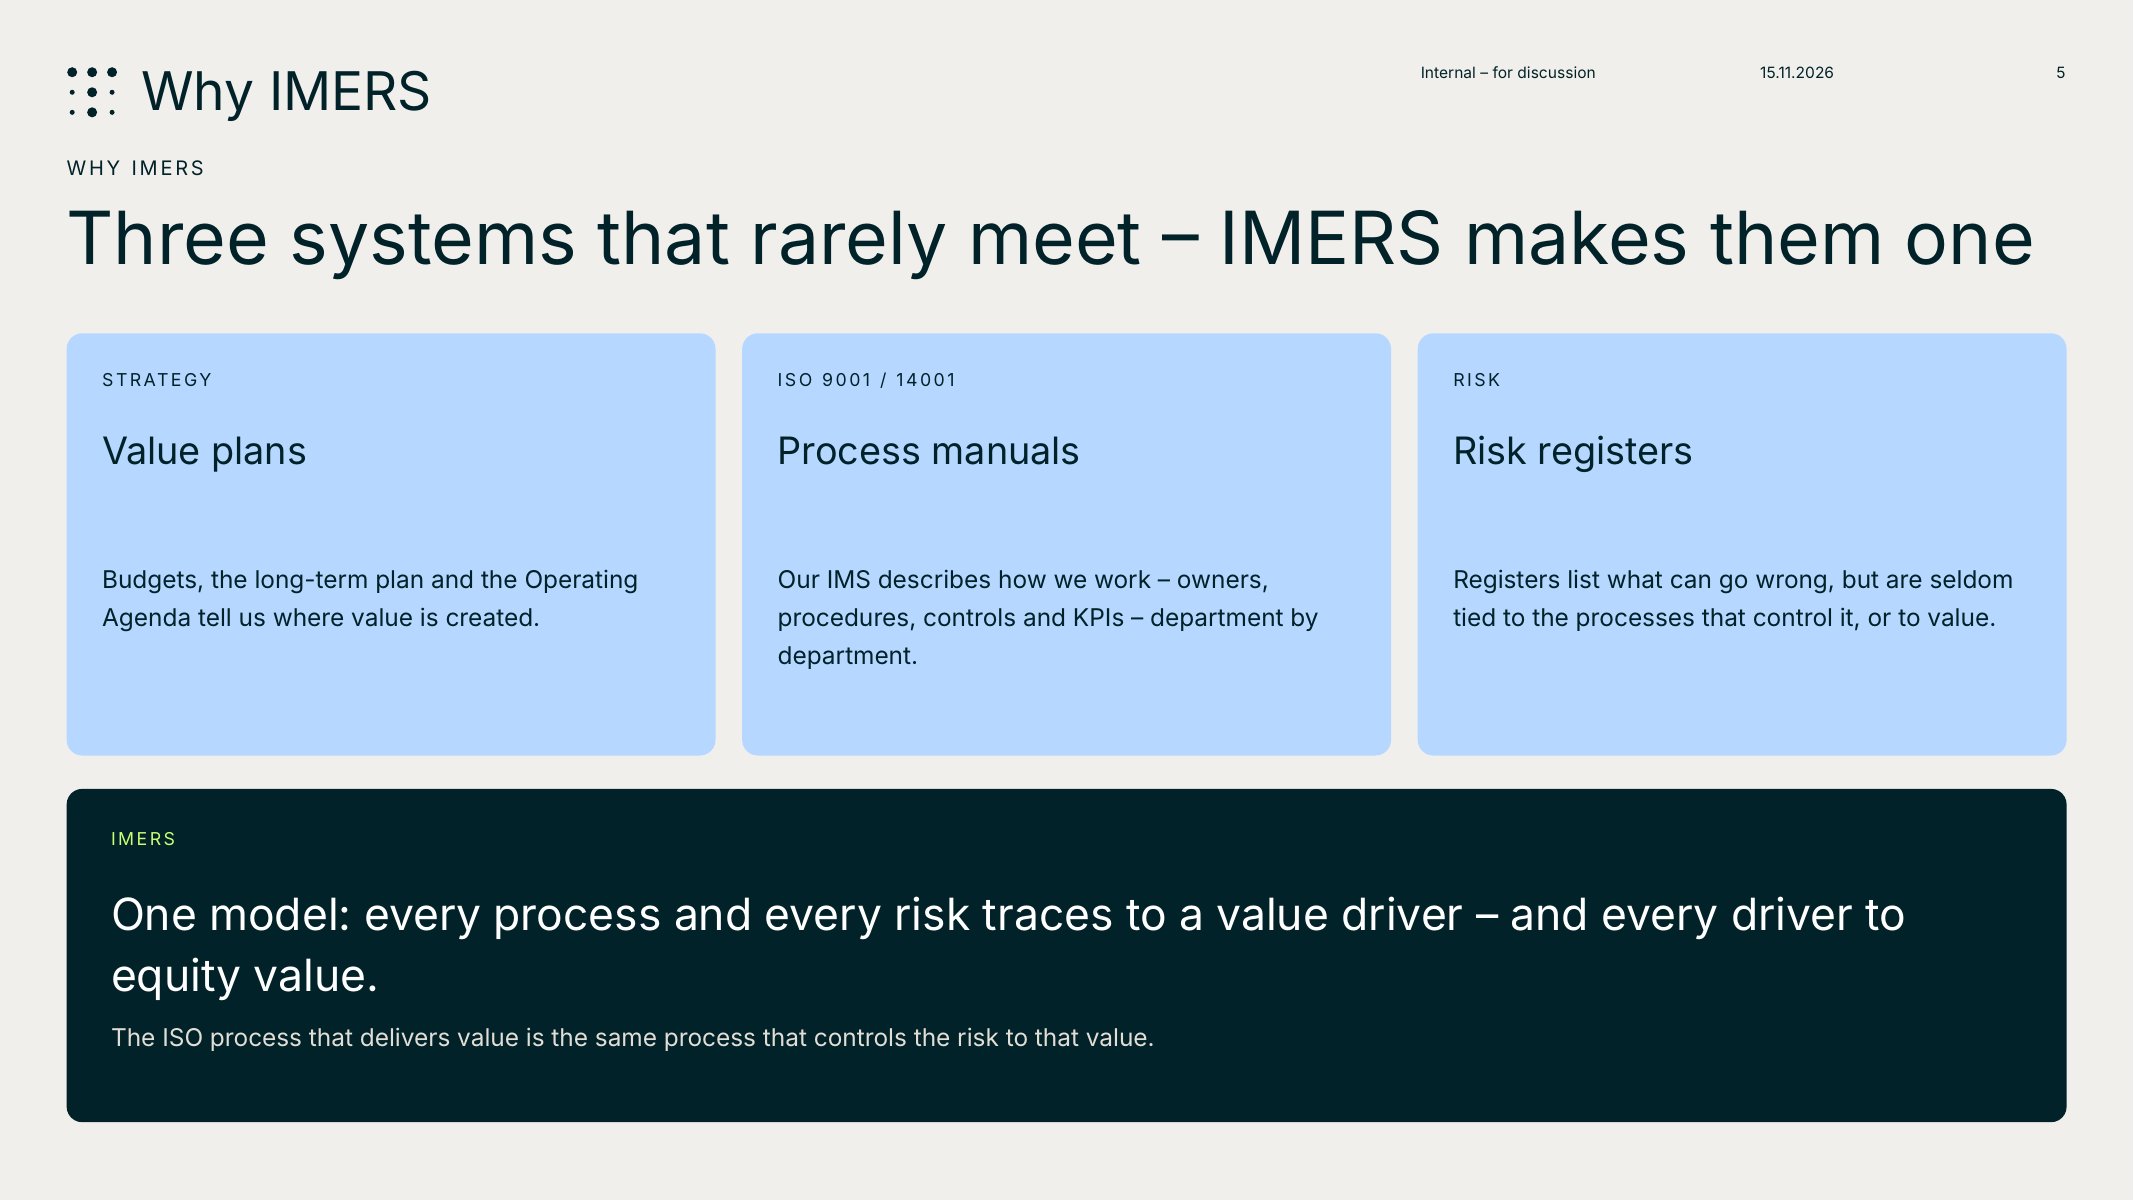 Why IMERS
Internal – for discussion
15.11.2026
5
WHY IMERS
Three systems that rarely meet – IMERS makes them one
STRATEGY
Value plans
Budgets, the long-term plan and the Operating
Agenda tell us where value is created.
ISO 9001 / 14001
Process manuals
Our IMS describes how we work – owners,
procedures, controls and KPIs – department by
department.
RISK
Risk registers
Registers list what can go wrong, but are seldom
tied to the processes that control it, or to value.
IMERS
One model: every process and every risk traces to a value driver – and every driver to
equity value.
The ISO process that delivers value is the same process that controls the risk to that value.